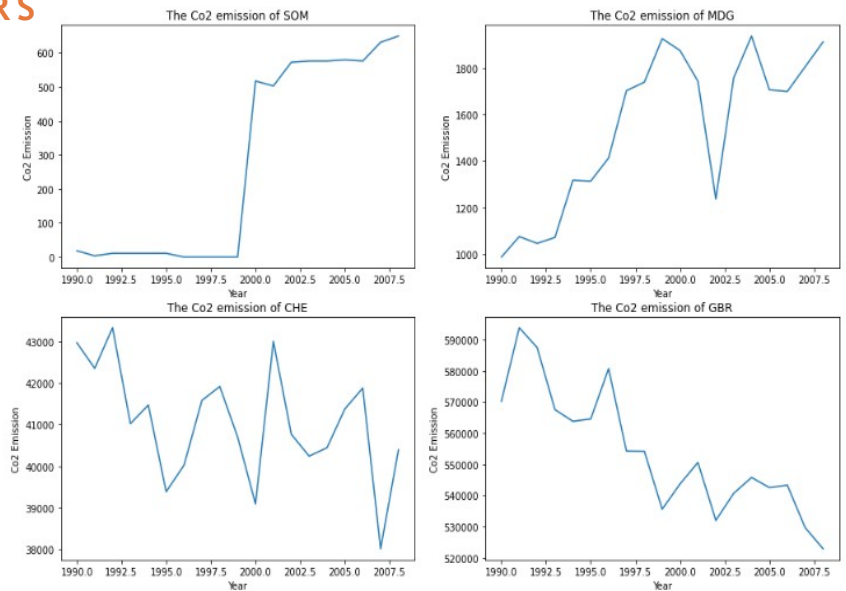 RS
The Co2 emission of SOM
600
500
400
300
200
100
0
Co2 Emission
1990.0 1992.5 1995.0 1997.5 2000.0 2002.5 2005.0 2007.5
Year
The Co2 emission of MDG
1800
1600
1400
1200
1000
Co2 Emission
1990.0 1992.5 1995.0 1997.5 2000.0 2002.5 2005.0 2007.5
Year
The Co2 emission of CHE
43000
42000
41000
40000
39000
38000
Co2 Emission
1990.0 1992.5 1995.0 1997.5 2000.0 2002.5 2005.0 2007.5
Year
The Co2 emission of GBR
590000
580000
570000
560000
550000
540000
530000
520000
Co2 Emission
1990.0 1992.5 1995.0 1997.5 2000.0 2002.5 2005.0 2007.5
Year